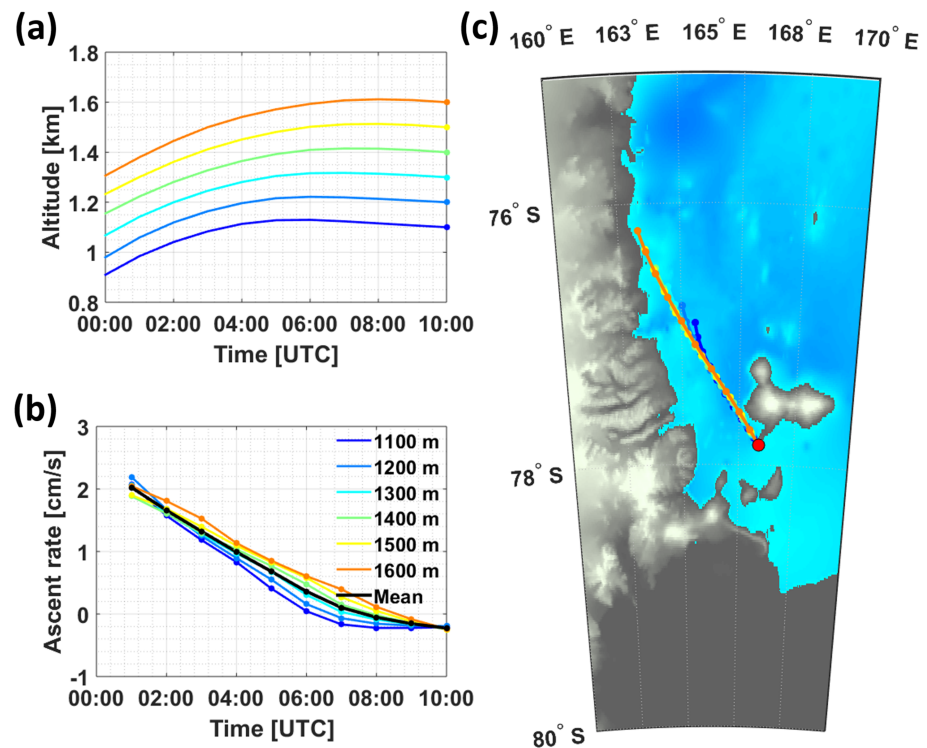 (a)
1.8
1.6
1.4
1.2
1
0.8
Altitude [km]
00:00 02:00 04:00 06:00 08:00 10:00
Time [UTC]
(b)
3
2
1
0
-1
Ascent rate [cm/s]
1100 m
1200 m
1300 m
1400 m
1500 m
1600 m
Mean
00:00 02:00 04:00 06:00 08:00 10:00
Time [UTC]
(c)
160° E 163° E 165° E 168° E 170° E
76° S
78° S
80° S